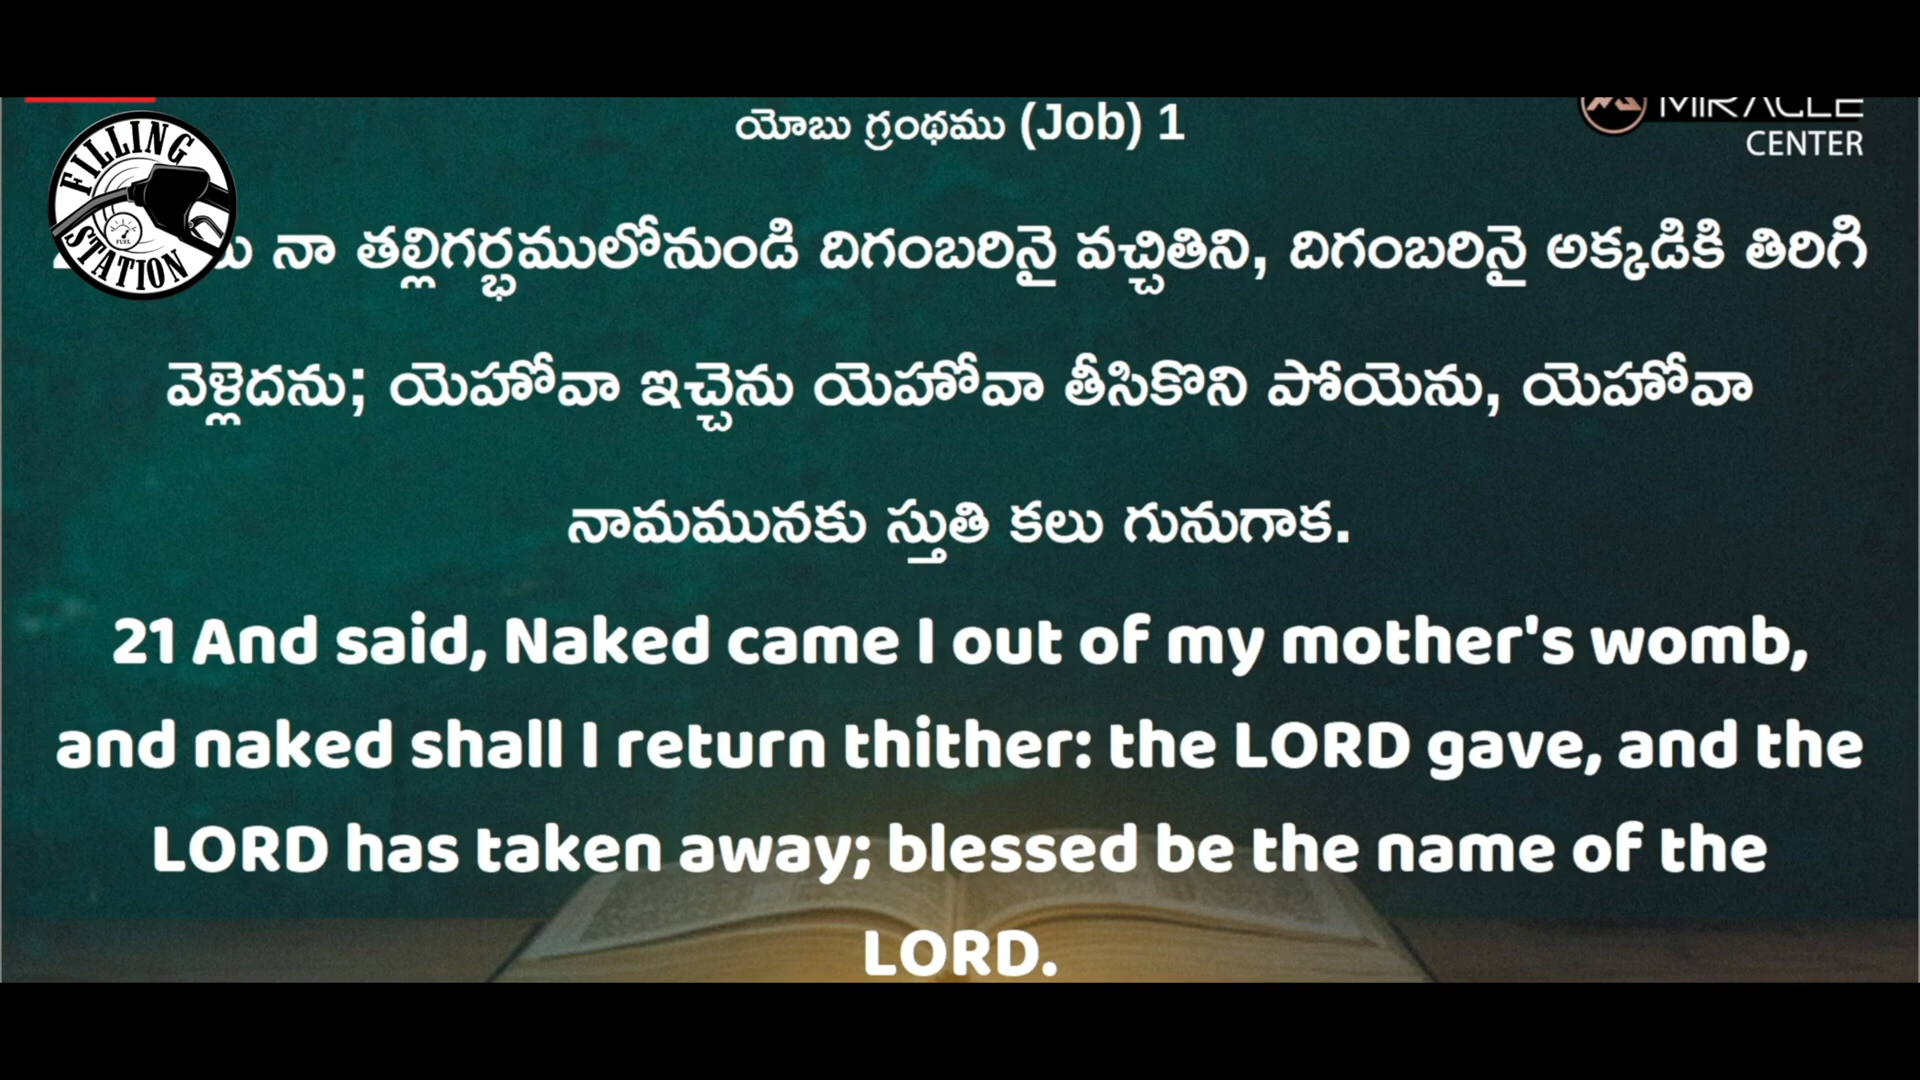 యోబు గ్రంథము (Job) 1
MIRACLE
CENTER
FILLING
FUEL
STATION
నా తల్లిగర్భములోనుండి దిగంబరినై వచ్చితిని, దిగంబరినై అక్కడికి తిరిగి
వెళ్లెదను; యెహోవా ఇచ్చెను యెహోవా తీసికొని పోయెను, యెహోవా
నామమునకు స్తుతి కలు గునుగాక.
21 And said, Naked came I out of my mother's womb,
and naked shall I return thither: the LORD gave, and the
LORD has taken away; blessed be the name of the
LORD.